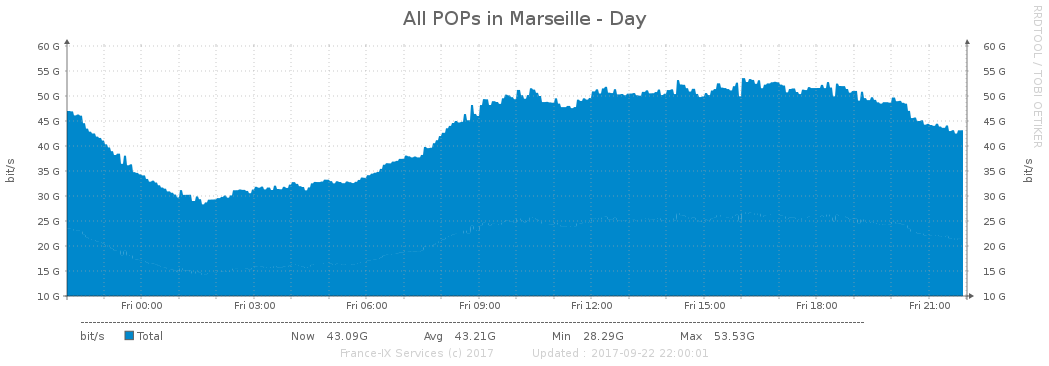 All POPs in Marseille - Day
RRDTOOL / TOBI OETIKER
60 G 60 G
55 G 55 G
50 G 50 G
45 G 45 G
40 G 40 G
35 G 35 G
30 G 30 G
25 G 25 G
20 G 20 G
15 G 15 G
10 G 10 G
bit/s
bit/s
Fri 00:00 Fri 03:00 Fri 06:00 Fri 09:00 Fri 12:00 Fri 15:00 Fri 18:00 Fri 21:00
bit/s Total Now 43.09G Avg 43.21G Min 28.29G Max 53.53G
France-IX Services (c) 2017 Updated : 2017-09-22 22:00:01